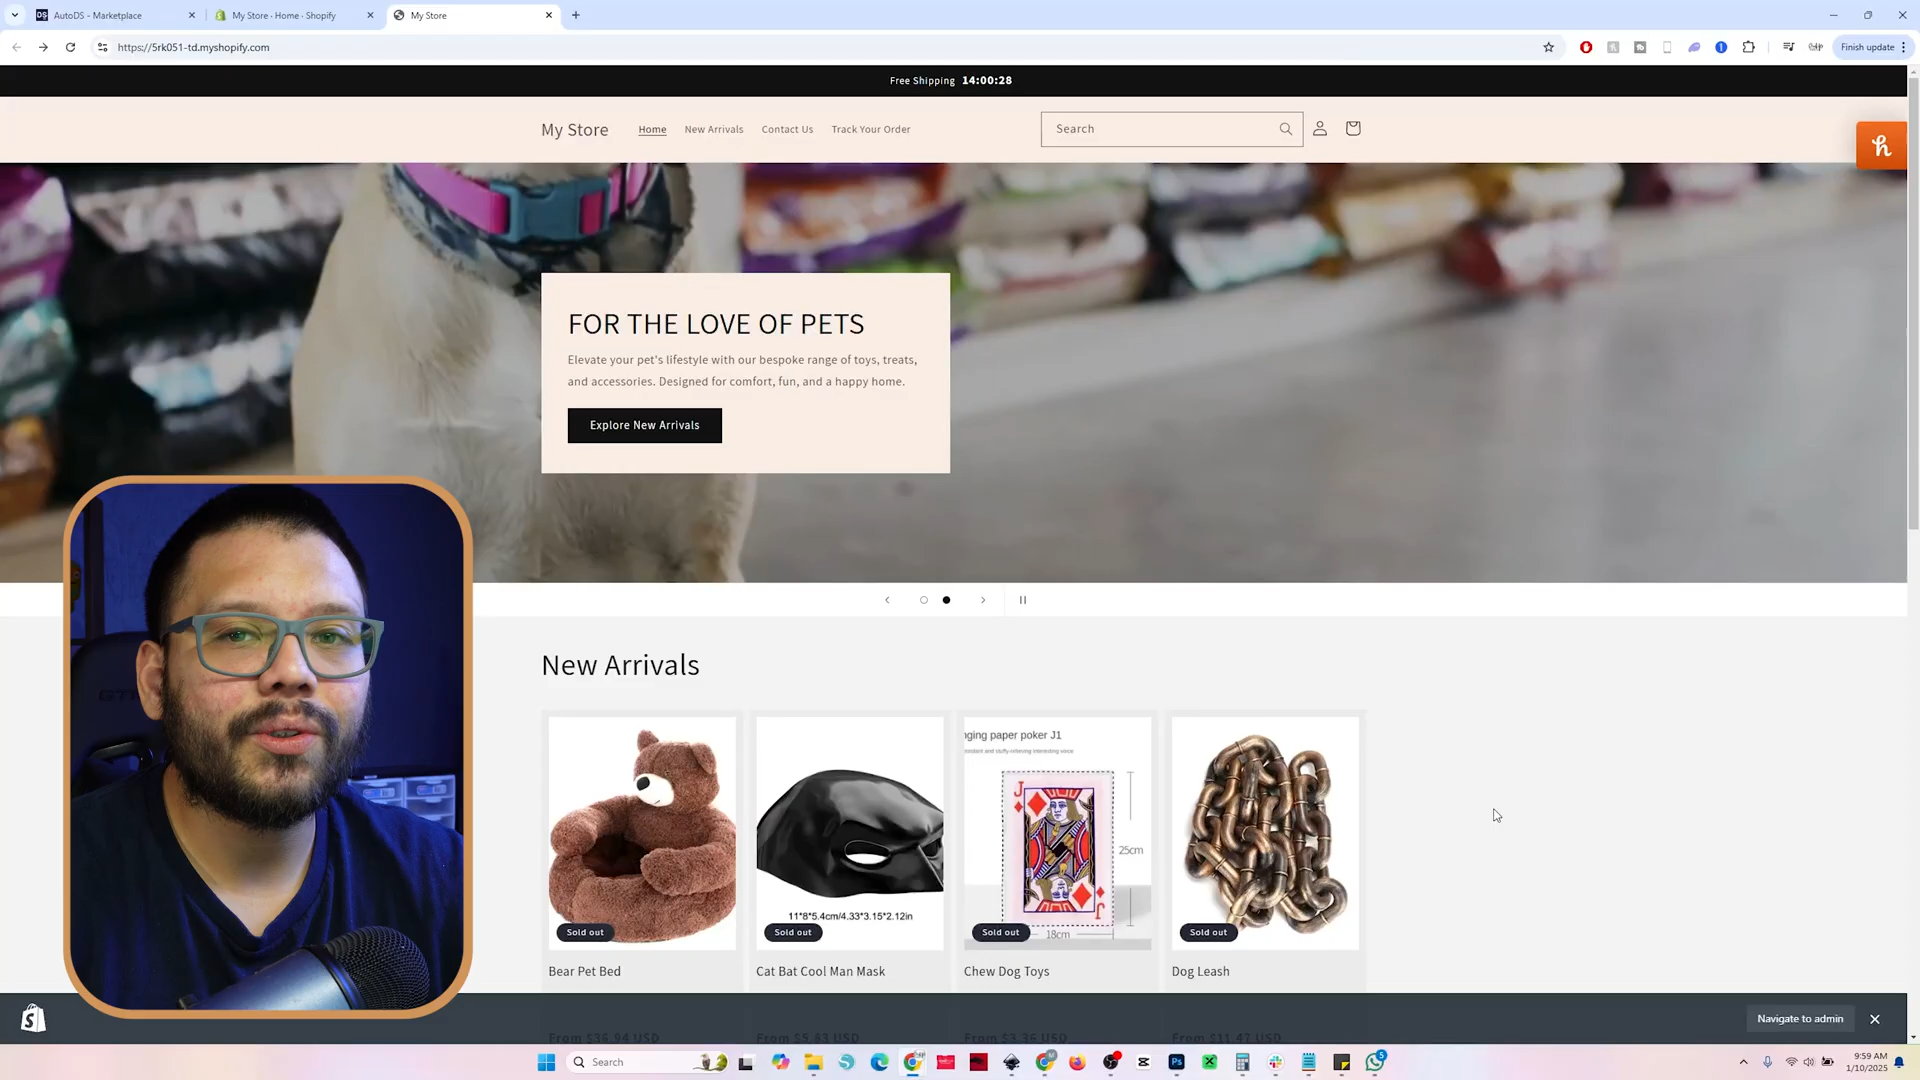 AutoDS - Marketplace
My Store · Home · Shopify
My Store
https://5rk051-td.myshopify.com
Finish update
Free Shipping 14:00:28
My Store
Home
New Arrivals
Contact Us
Track Your Order
Search
FOR THE LOVE OF PETS
Elevate your pet's lifestyle with our bespoke range of toys, treats,
and accessories. Designed for comfort, fun, and a happy home.
Explore New Arrivals
New Arrivals
11*8*5.4cm/4.33*3.15*2.12in
Sold out
Bear Pet Bed
From $36.94 USD
Sold out
Cat Bat Cool Man Mask
From $5.83 USD
nging paper poker J1
25cm
18cm
J
J
Sold out
Chew Dog Toys
From $3.36 USD
Sold out
Dog Leash
From $11.47 USD
Navigate to admin
Search
5
9:59 AM
1/10/2025